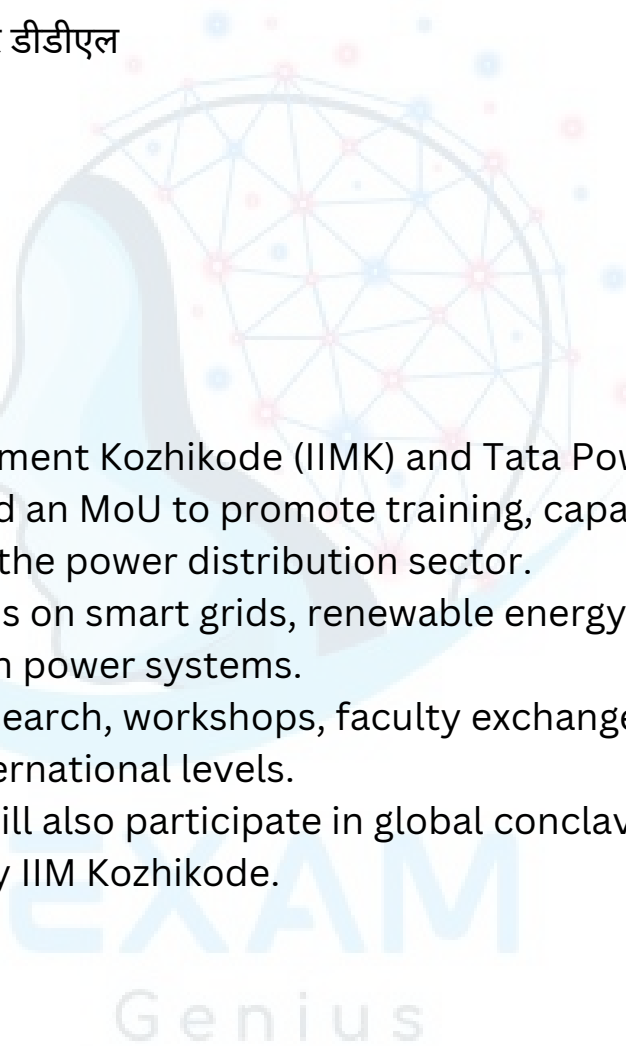 डीडीएल
ment Kozhikode (IIMK) and Tata Pow
d an MoU to promote training, capa
the power distribution sector.
s on smart grids, renewable energy
n power systems.
earch, workshops, faculty exchange
ernational levels.
ill also participate in global conclav
y IIM Kozhikode.
EXAM
Genius